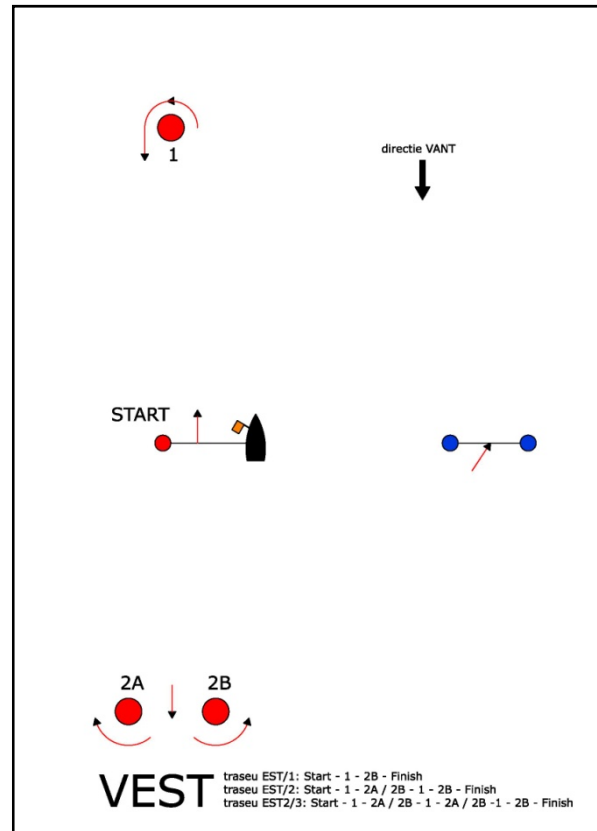 1
directie VANT
START
2A 2B
VEST
traseu EST/1: Start - 1 - 2B - Finish
traseu EST/2: Start - 1 - 2A / 2B - 1 - 2B - Finish
traseu EST2/3: Start - 1 - 2A / 2B - 1 - 2A / 2B -1 - 2B - Finish